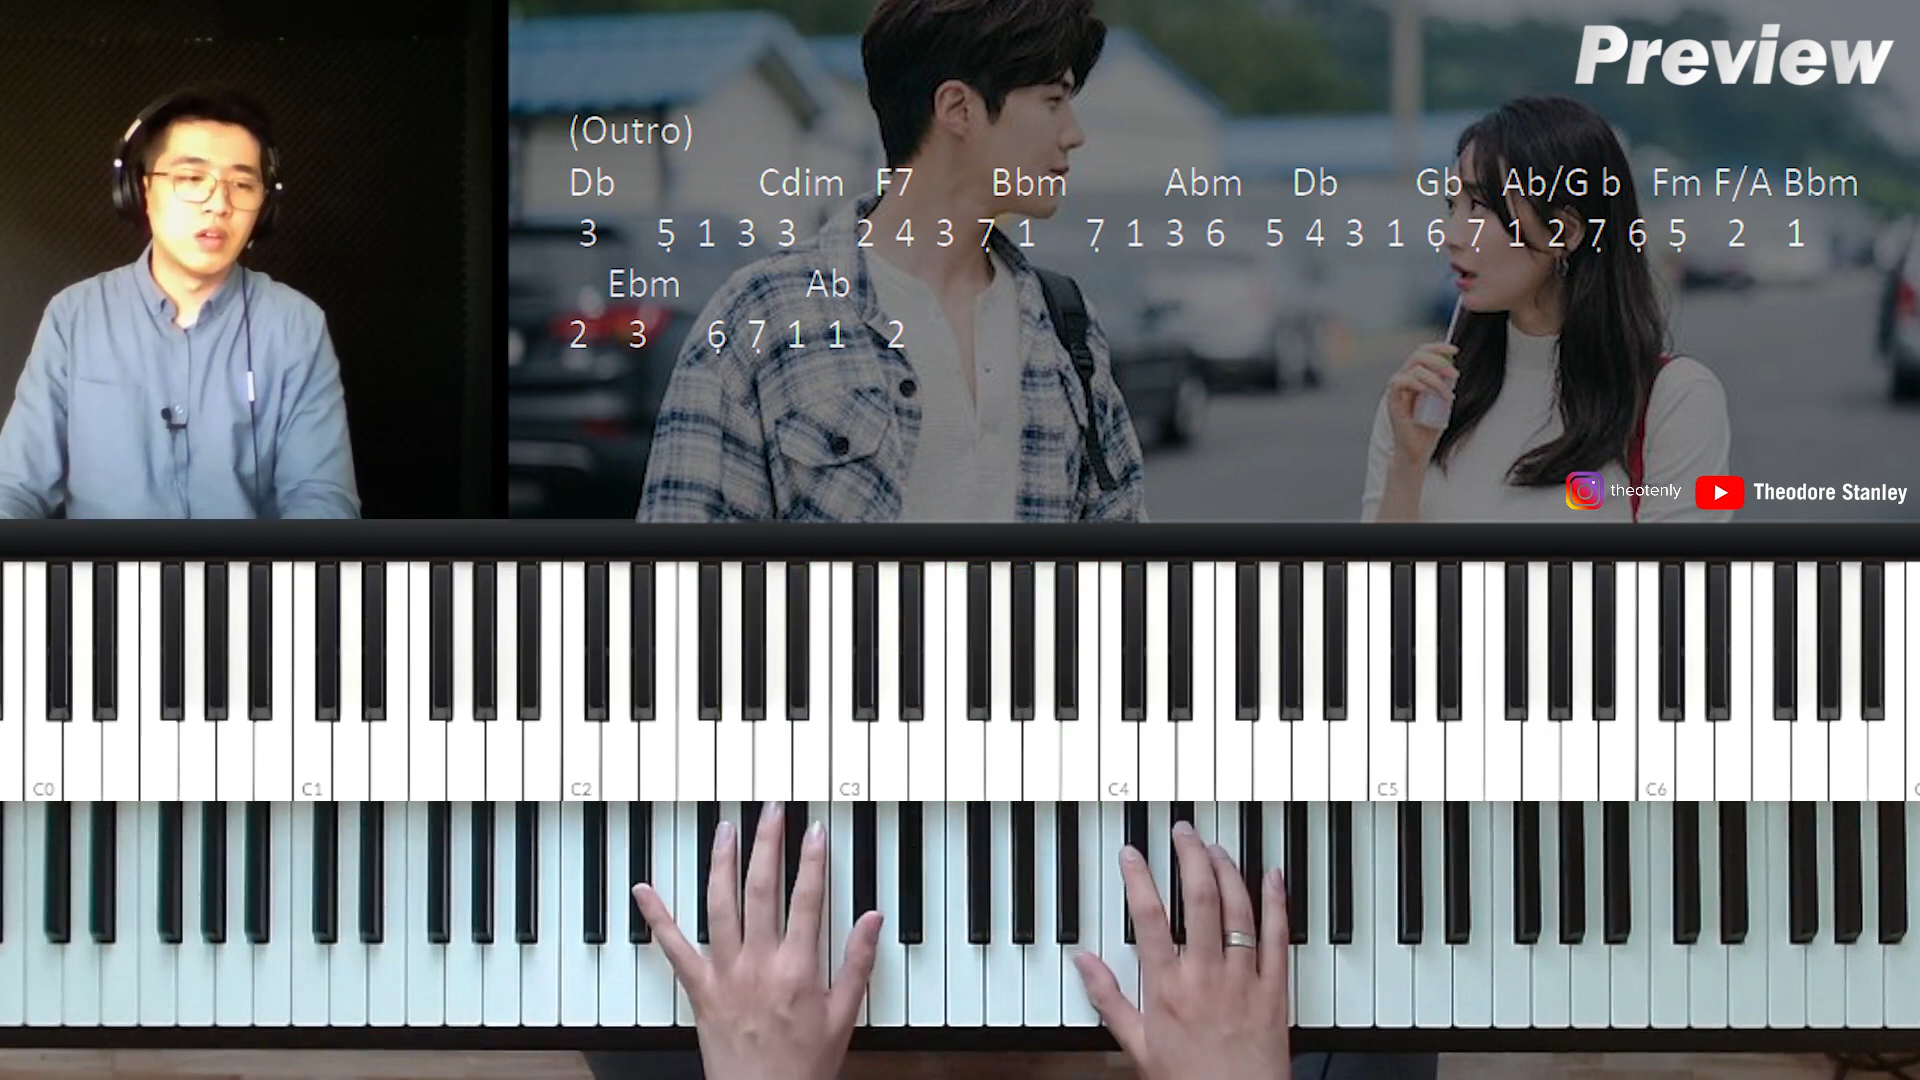 Preview
(Outro)
Db Cdim F7 Bbm Abm Db Gb Ab/G b Fm F/A Bbm
3 5̣ 1 3 3 2 4 3 7̣ 1 7̣ 1 3 6 5 4 3 1 6̣ 7̣ 1 2 7̣ 6̣ 5̣ 2 1
Ebm Ab
2 3 6̣ 7̣ 1 1 2
theotenly Theodore Stanley
C0 C1 C2 C3 C4 C5 C6